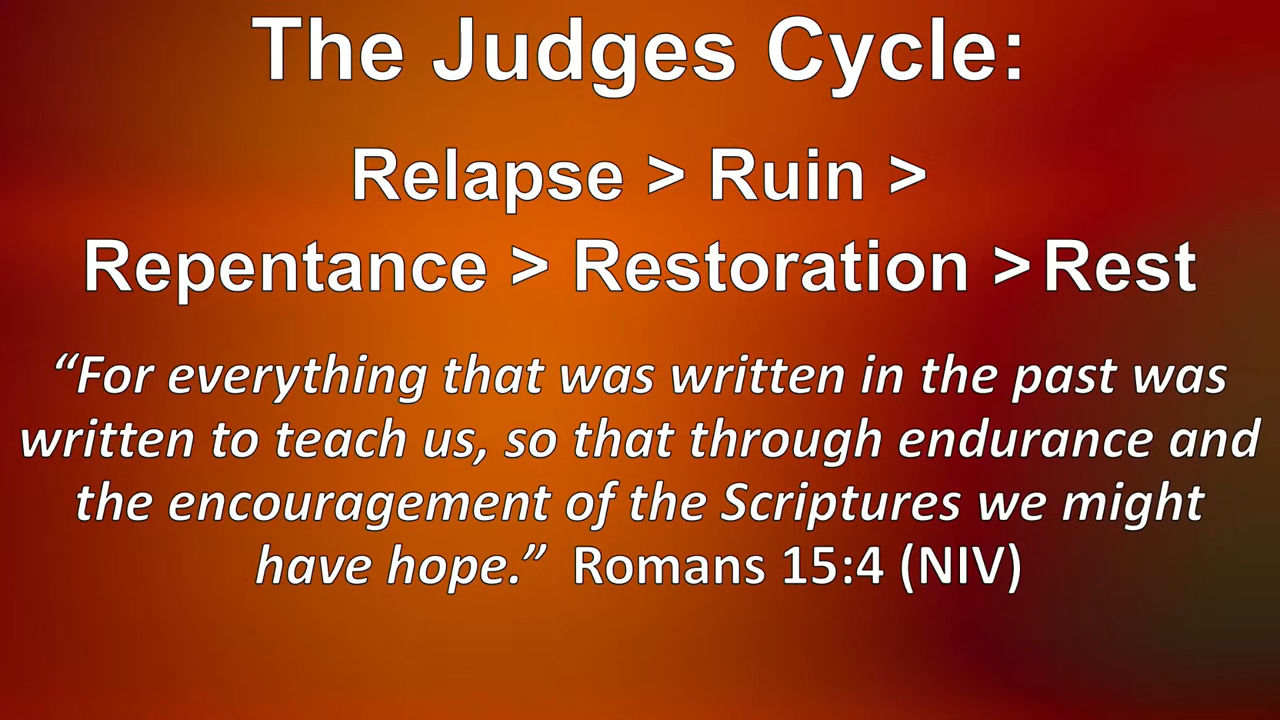 The Judges Cycle:
Relapse > Ruin >
Repentance > Restoration > Rest
“For everything that was written in the past was
written to teach us, so that through endurance and
the encouragement of the Scriptures we might
have hope.” Romans 15:4 (NIV)